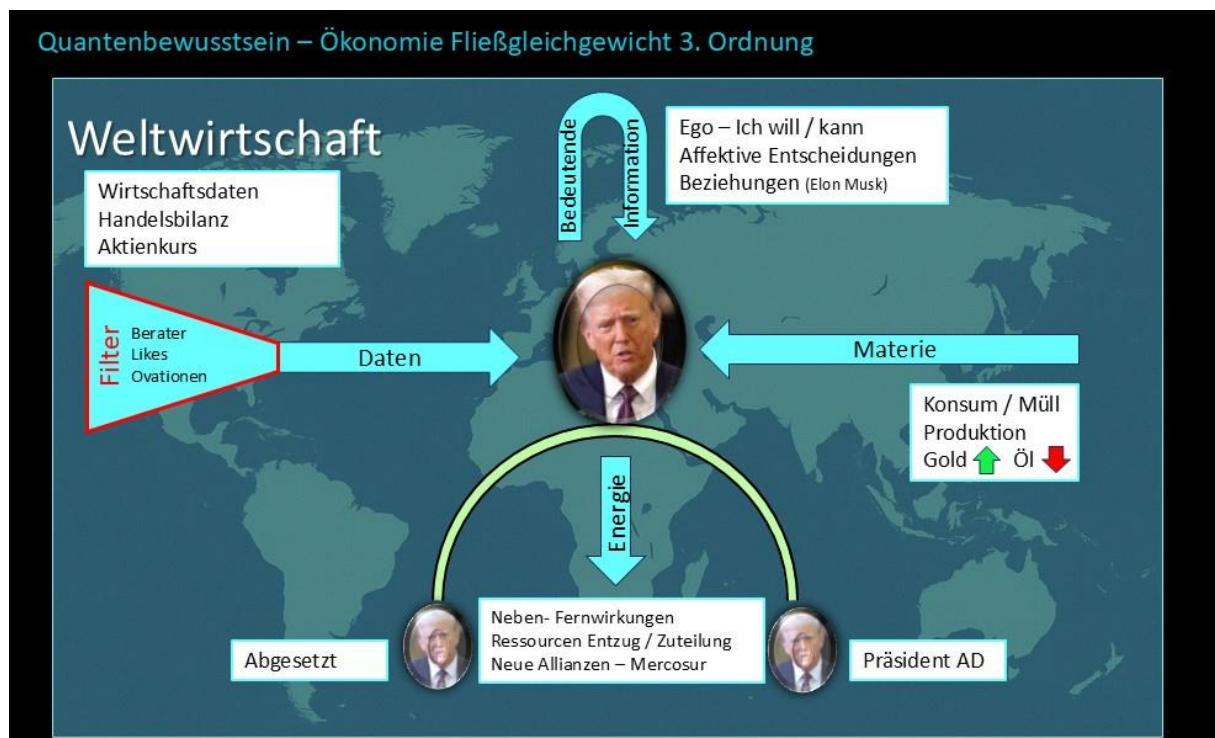 Quantenbewusstsein – Ökonomie Fließgleichgewicht 3. Ordnung
Weltwirtschaft
Wirtschaftsdaten
Handelsbilanz
Aktienkurs
Bedeutende
Information
Ego – Ich will / kann
Affektive Entscheidungen
Beziehungen (Elon Musk)
Filter
Berater
Likes
Ovationen
Daten
Materie
Konsum / Müll
Produktion
Gold Öl
Energie
Abgesetzt
Neben- Fernwirkungen
Ressourcen Entzug / Zuteilung
Neue Allianzen – Mercosur
Präsident AD